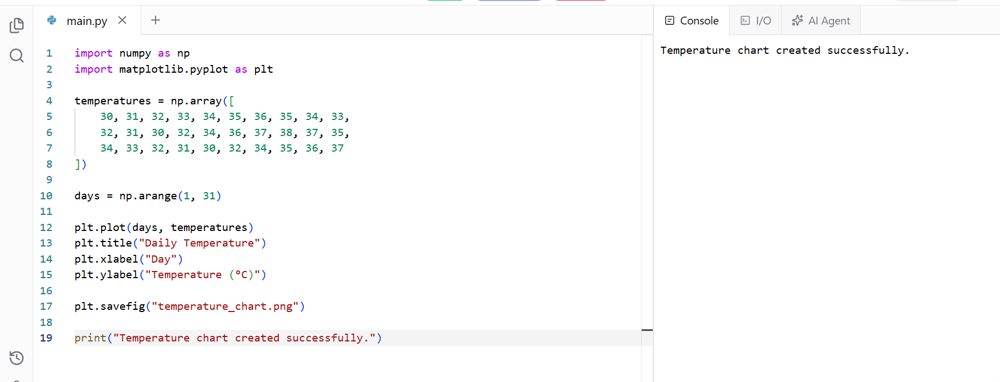 main.py
Console
I/O
AI Agent
1 import numpy as np
2 import matplotlib.pyplot as plt
3
4 temperatures = np.array([
5     30, 31, 32, 33, 34, 35, 36, 35, 34, 33,
6     32, 31, 30, 32, 34, 36, 37, 38, 37, 35,
7     34, 33, 32, 31, 30, 32, 34, 35, 36, 37
8 ])
9
10 days = np.arange(1, 31)
11
12 plt.plot(days, temperatures)
13 plt.title("Daily Temperature")
14 plt.xlabel("Day")
15 plt.ylabel("Temperature (°C)")
16
17 plt.savefig("temperature_chart.png")
18
19 print("Temperature chart created successfully.")
Temperature chart created successfully.